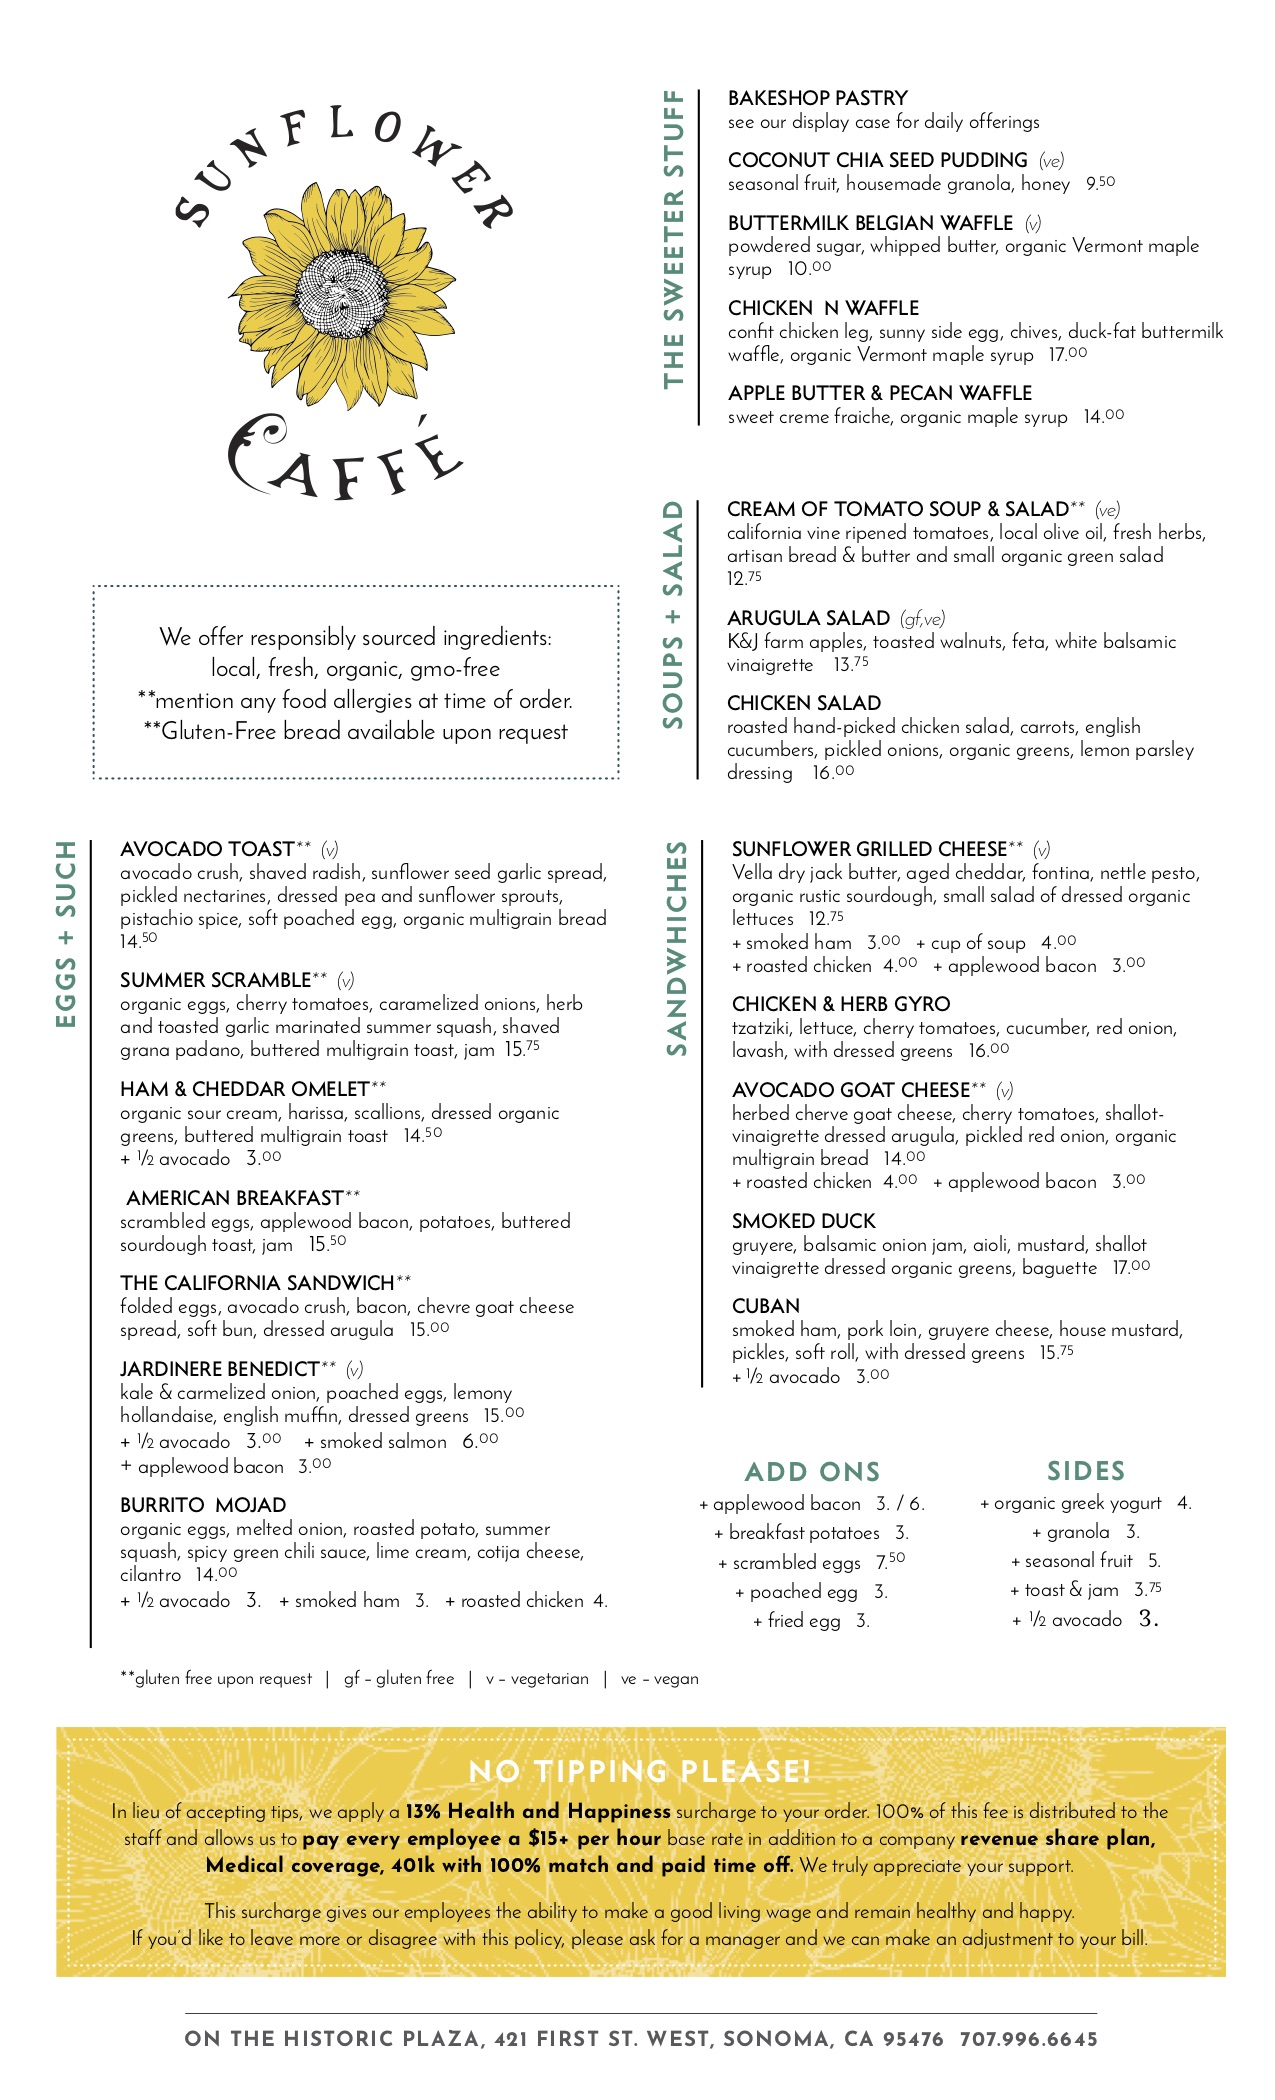 SUNFLOWER
CAFFÉ
We offer responsibly sourced ingredients:
local, fresh, organic, gmo-free
**mention any food allergies at time of order.
**Gluten-Free bread available upon request
THE SWEETER STUFF
BAKESHOP PASTRY
see our display case for daily offerings
COCONUT CHIA SEED PUDDING (ve)
seasonal fruit, housemade granola, honey 9.50
BUTTERMILK BELGIAN WAFFLE (v)
powdered sugar, whipped butter, organic Vermont maple
syrup 10.00
CHICKEN N WAFFLE
confit chicken leg, sunny side egg, chives, duck-fat buttermilk
waffle, organic Vermont maple syrup 17.00
APPLE BUTTER & PECAN WAFFLE
sweet creme fraiche, organic maple syrup 14.00
SOUPS + SALAD
CREAM OF TOMATO SOUP & SALAD** (ve)
california vine ripened tomatoes, local olive oil, fresh herbs,
artisan bread & butter and small organic green salad
12.75
ARUGULA SALAD (gf,ve)
K&J farm apples, toasted walnuts, feta, white balsamic
vinaigrette 13.75
CHICKEN SALAD
roasted hand-picked chicken salad, carrots, english
cucumbers, pickled onions, organic greens, lemon parsley
dressing 16.00
EGGS + SUCH
AVOCADO TOAST** (v)
avocado crush, shaved radish, sunflower seed garlic spread,
pickled nectarines, dressed pea and sunflower sprouts,
pistachio spice, soft poached egg, organic multigrain bread
14.50
SUMMER SCRAMBLE** (v)
organic eggs, cherry tomatoes, caramelized onions, herb
and toasted garlic marinated summer squash, shaved
grana padano, buttered multigrain toast, jam 15.75
HAM & CHEDDAR OMELET**
organic sour cream, harissa, scallions, dressed organic
greens, buttered multigrain toast 14.50
+ ½ avocado 3.00
AMERICAN BREAKFAST**
scrambled eggs, applewood bacon, potatoes, buttered
sourdough toast, jam 15.50
THE CALIFORNIA SANDWICH**
folded eggs, avocado crush, bacon, chevre goat cheese
spread, soft bun, dressed arugula 15.00
JARDINERE BENEDICT** (v)
kale & carmelized onion, poached eggs, lemony
hollandaise, english muffin, dressed greens 15.00
+ ½ avocado 3.00 + smoked salmon 6.00
+ applewood bacon 3.00
BURRITO MOJAD
organic eggs, melted onion, roasted potato, summer
squash, spicy green chili sauce, lime cream, cotija cheese,
cilantro 14.00
+ ½ avocado 3. + smoked ham 3. + roasted chicken 4.
SANDWHICHES
SUNFLOWER GRILLED CHEESE** (v)
Vella dry jack butter, aged cheddar, fontina, nettle pesto,
organic rustic sourdough, small salad of dressed organic
lettuces 12.75
+ smoked ham 3.00 + cup of soup 4.00
+ roasted chicken 4.00 + applewood bacon 3.00
CHICKEN & HERB GYRO
tzatziki, lettuce, cherry tomatoes, cucumber, red onion,
lavash, with dressed greens 16.00
AVOCADO GOAT CHEESE** (v)
herbed cherve goat cheese, cherry tomatoes, shallot-
vinaigrette dressed arugula, pickled red onion, organic
multigrain bread 14.00
+ roasted chicken 4.00 + applewood bacon 3.00
SMOKED DUCK
gruyere, balsamic onion jam, aioli, mustard, shallot
vinaigrette dressed organic greens, baguette 17.00
CUBAN
smoked ham, pork loin, gruyere cheese, house mustard,
pickles, soft roll, with dressed greens 15.75
+ ½ avocado 3.00
ADD ONS
+ applewood bacon 3. / 6.
+ breakfast potatoes 3.
+ scrambled eggs 7.50
+ poached egg 3.
+ fried egg 3.
SIDES
+ organic greek yogurt 4.
+ granola 3.
+ seasonal fruit 5.
+ toast & jam 3.75
+ ½ avocado 3.
**gluten free upon request | gf – gluten free | v – vegetarian | ve – vegan
NO TIPPING PLEASE!
In lieu of accepting tips, we apply a 13% Health and Happiness surcharge to your order. 100% of this fee is distributed to the
staff and allows us to pay every employee a $15+ per hour base rate in addition to a company revenue share plan,
Medical coverage, 401k with 100% match and paid time off. We truly appreciate your support.
This surcharge gives our employees the ability to make a good living wage and remain healthy and happy.
If you'd like to leave more or disagree with this policy, please ask for a manager and we can make an adjustment to your bill.
ON THE HISTORIC PLAZA, 421 FIRST ST. WEST, SONOMA, CA 95476 707.996.6645